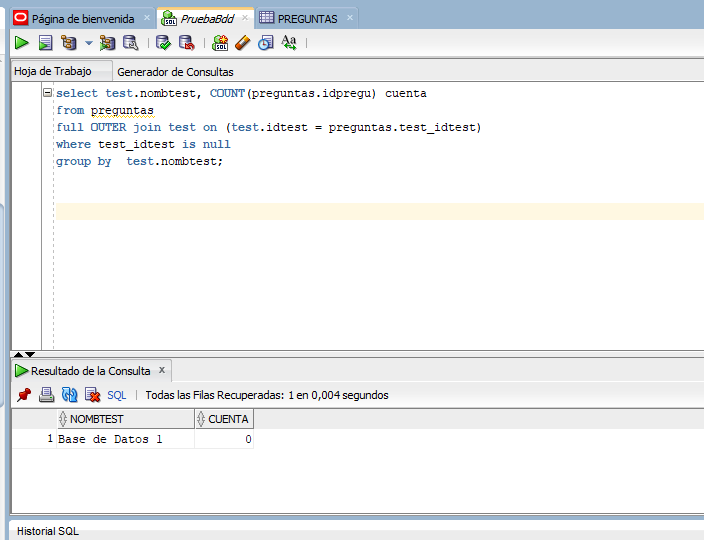 Página de bienvenida PruebaBdd PREGUNTAS
SQL SQL Aa
Hoja de Trabajo Generador de Consultas
select test.nombtest, COUNT(preguntas.idpregu) cuenta
from preguntas
full OUTER join test on (test.idtest = preguntas.test_idtest)
where test_idtest is null
group by  test.nombtest;
Resultado de la Consulta x
SQL | Todas las Filas Recuperadas: 1 en 0,004 segundos
NOMBTEST CUENTA
1 Base de Datos 1 0
Historial SQL